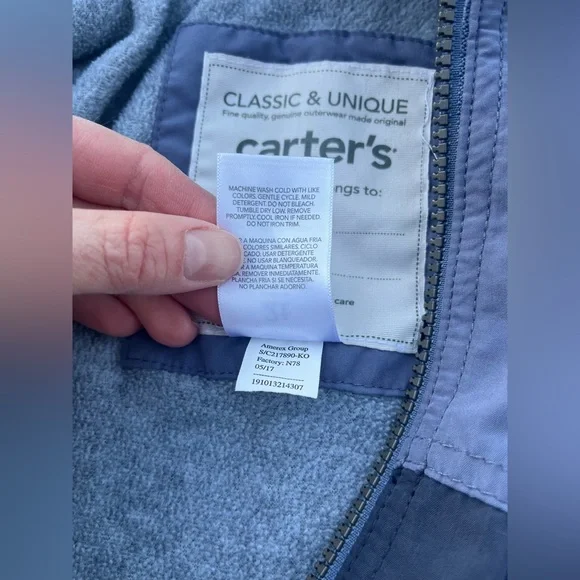 CLASSIC & UNIQUE
Fine quality, genuine outerwear made original
carter's
ngs to:
MACHINE WASH COLD WITH LIKE
COLORS. GENTLE CYCLE. MILD
DETERGENT. DO NOT BLEACH.
TUMBLE DRY LOW. REMOVE
PROMPTLY. COOL IRON IF NEEDED.
DO NOT IRON TRIM.
A MAQUINA CON AGUA FRIA
COLORES SIMILARES. CICLO
CADO. USAR DETERGENTE
. NO USAR BLANQUEADOR.
A MAQUINA TEMPERATURA
. REMOVER INMEDIATAMENTE.
PLANCHA FRIA SI SE NECESITA.
NO PLANCHAR ADORNO.
care
Amerex Group
S/C217890-KO
Factory: N78
05/17
191013214307